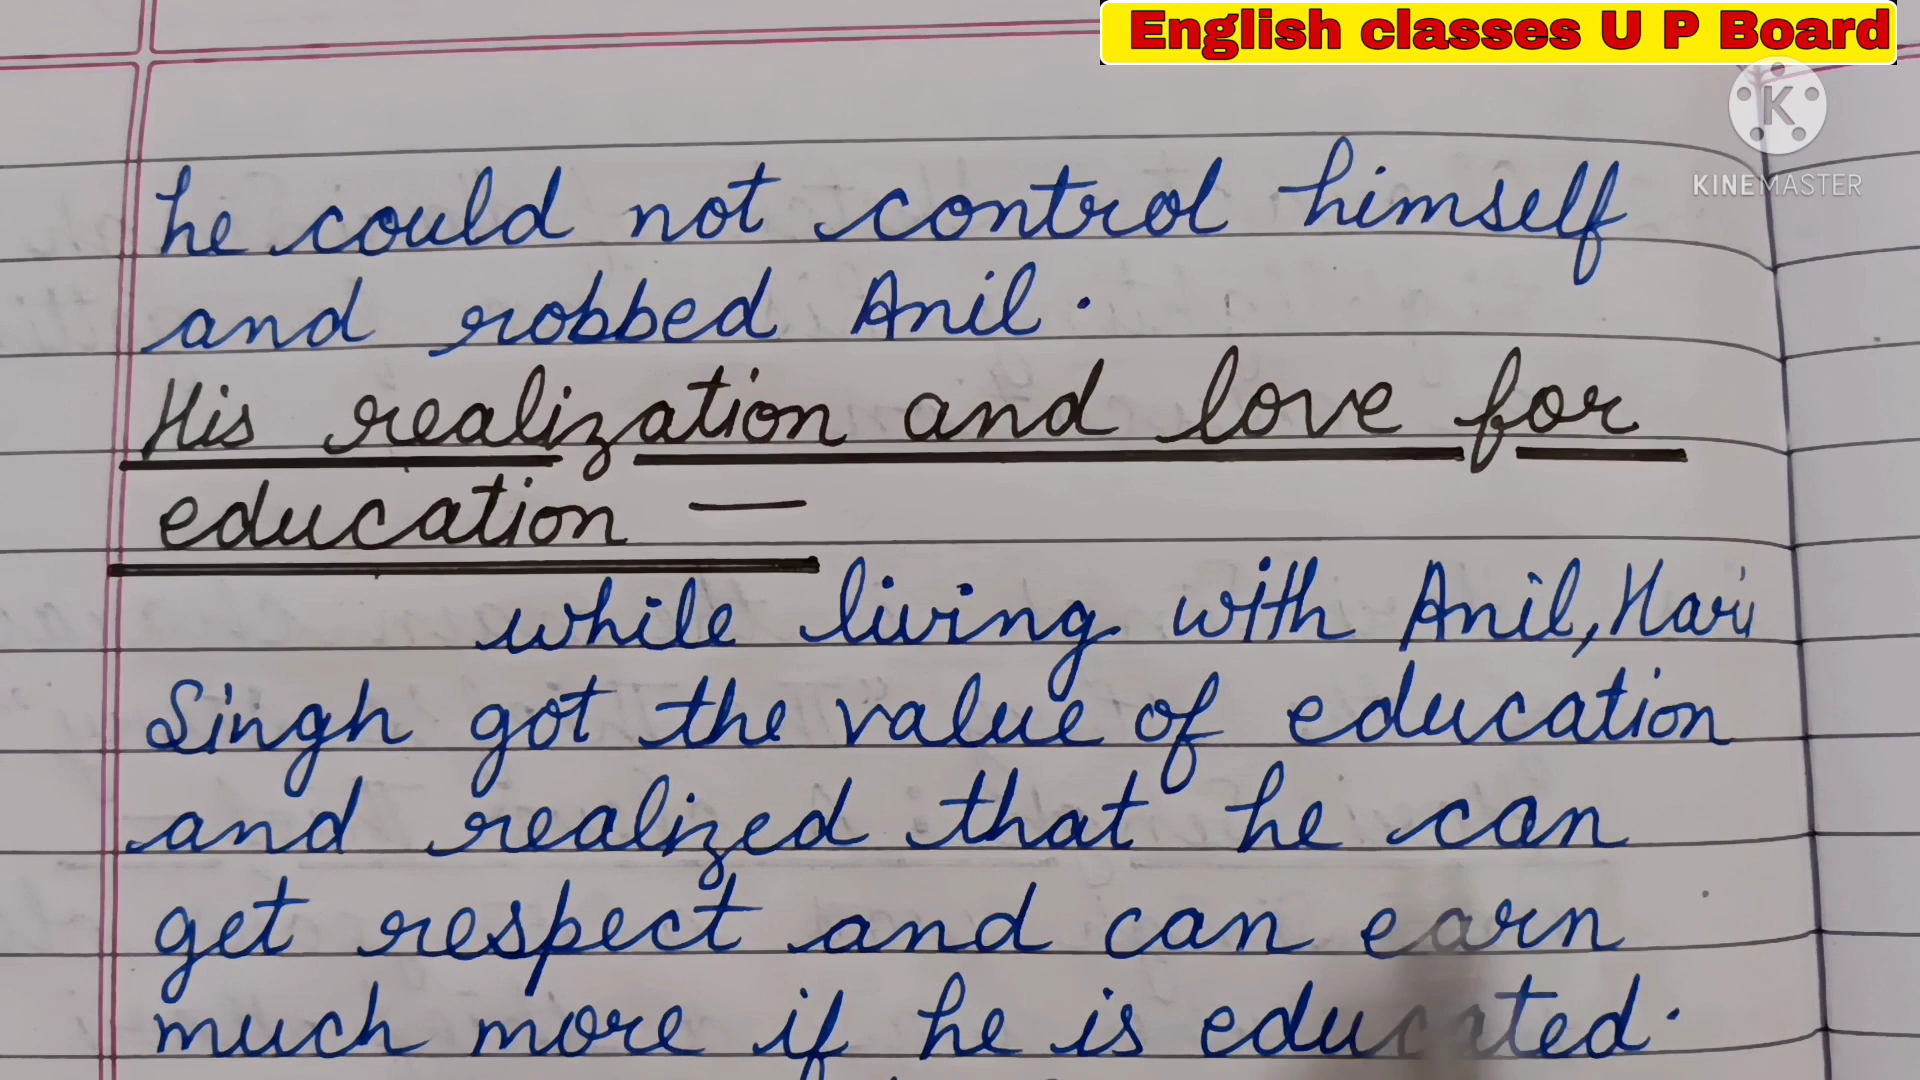 English classes U P Board
K
KINEMASTER
he could not control himself
and robbed Anil.
His realization and love for
education —
while living with Anil, Hari
Singh got the value of education
and realized that he can
get respect and can earn
much more if he is educated.